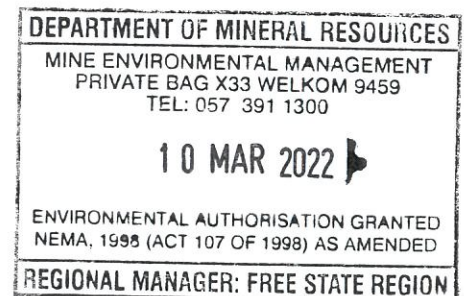 DEPARTMENT OF MINERAL RESOURCES
MINE ENVIRONMENTAL MANAGEMENT
PRIVATE BAG X33 WELKOM 9459
TEL: 057 391 1300
10 MAR 2022
ENVIRONMENTAL AUTHORISATION GRANTED
NEMA, 1998 (ACT 107 OF 1998) AS AMENDED
REGIONAL MANAGER: FREE STATE REGION